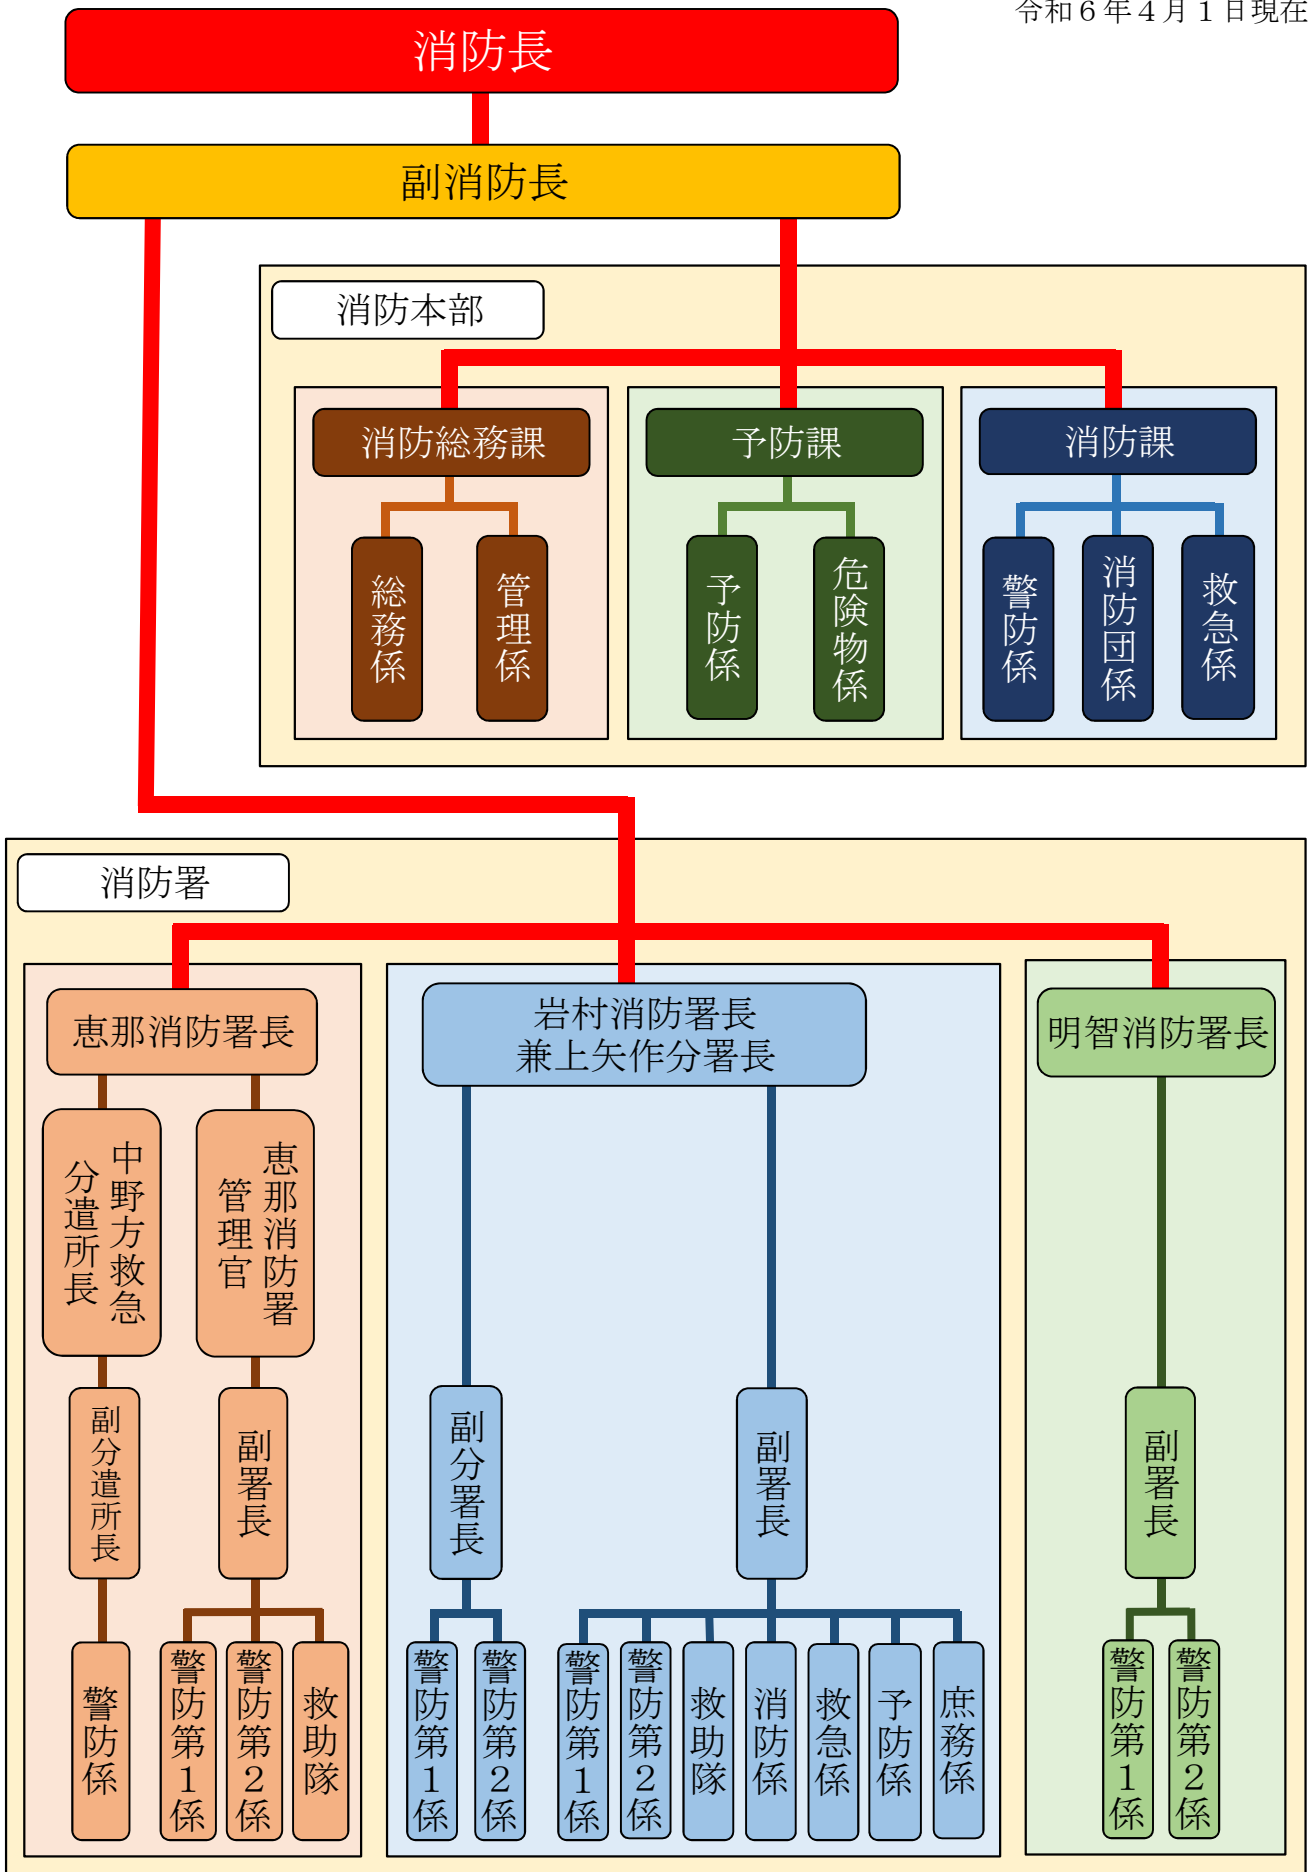 令和６年４月１日現在
消防長
副消防長
消防本部
消防総務課
予防課
消防課
総務係
管理係
予防係
危険物係
警防係
消防団係
救急係
消防署
恵那消防署長
岩村消防署長
兼上矢作分署長
明智消防署長
中野方救急
分遣所長
恵那消防署
管理官
副分遣所長
副署長
副分署長
副署長
副署長
警防係
警防第１係
警防第２係
救助隊
警防第１係
警防第２係
警防第１係
警防第２係
救助隊
消防係
救急係
予防係
庶務係
警防第１係
警防第２係